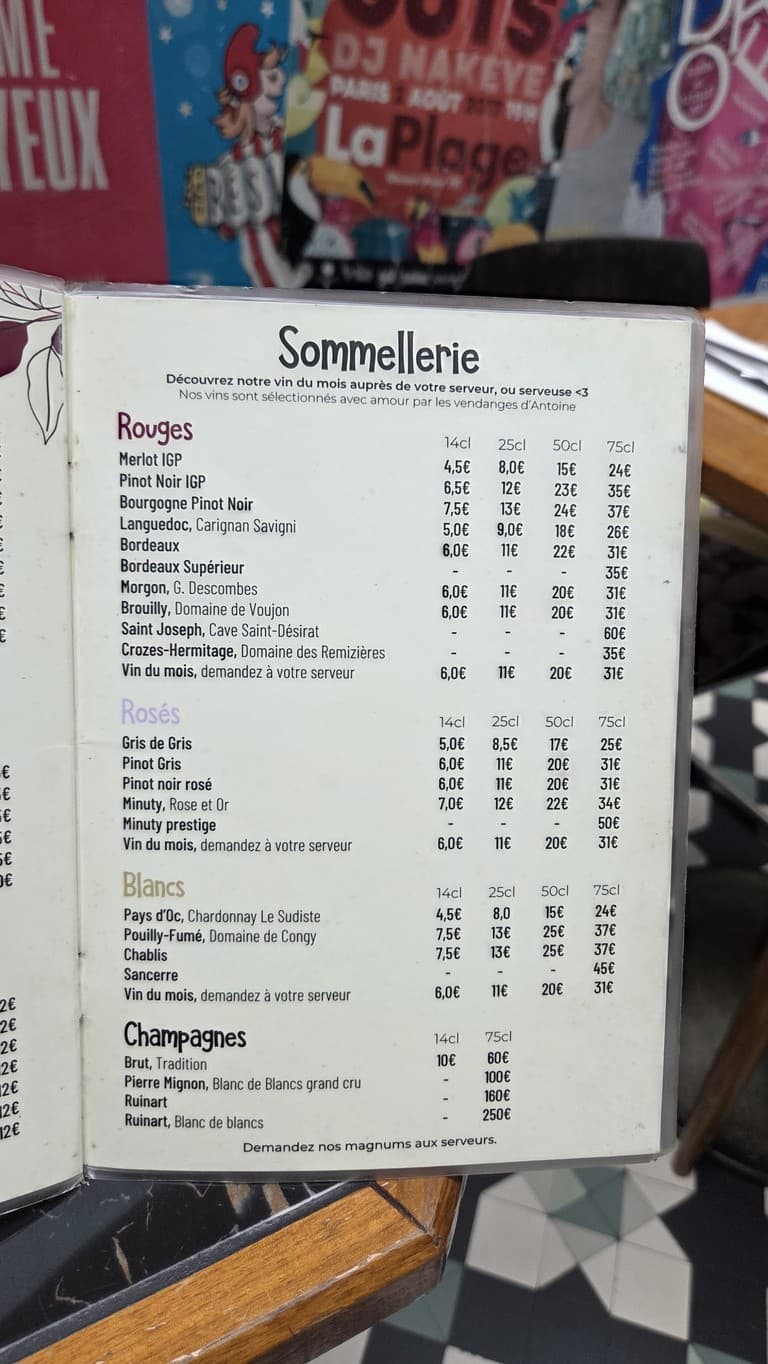 ME
YEUX
DJ NAKEYE
PARIS 2 AOÛT
LaPlage
Sommellerie
Découvrez notre vin du mois auprès de votre serveur, ou serveuse <3
Nos vins sont sélectionnés avec amour par les vendanges d'Antoine
Rouges 14cl 25cl 50cl 75cl
Merlot IGP 4,5€ 8,0€ 15€ 24€
Pinot Noir IGP 6,5€ 12€ 23€ 35€
Bourgogne Pinot Noir 7,5€ 13€ 24€ 37€
Languedoc, Carignan Savigni 5,0€ 9,0€ 18€ 26€
Bordeaux 6,0€ 11€ 22€ 31€
Bordeaux Supérieur - - - 35€
Morgon, G. Descombes 6,0€ 11€ 20€ 31€
Brouilly, Domaine de Voujon 6,0€ 11€ 20€ 31€
Saint Joseph, Cave Saint-Désirat - - - 60€
Crozes-Hermitage, Domaine des Remizières - - - 35€
Vin du mois, demandez à votre serveur 6,0€ 11€ 20€ 31€
Rosés 14cl 25cl 50cl 75cl
Gris de Gris 5,0€ 8,5€ 17€ 25€
Pinot Gris 6,0€ 11€ 20€ 31€
Pinot noir rosé 6,0€ 11€ 20€ 31€
Minuty, Rose et Or 7,0€ 12€ 22€ 34€
Minuty prestige - - - 50€
Vin du mois, demandez à votre serveur 6,0€ 11€ 20€ 31€
Blancs 14cl 25cl 50cl 75cl
Pays d'Oc, Chardonnay Le Sudiste 4,5€ 8,0 15€ 24€
Pouilly-Fumé, Domaine de Congy 7,5€ 13€ 25€ 37€
Chablis 7,5€ 13€ 25€ 37€
Sancerre - - - 45€
Vin du mois, demandez à votre serveur 6,0€ 11€ 20€ 31€
Champagnes 14cl 75cl
Brut, Tradition 10€ 60€
Pierre Mignon, Blanc de Blancs grand cru - 100€
Ruinart - 160€
Ruinart, Blanc de blancs - 250€
Demandez nos magnums aux serveurs.
2€
2€
2€
2€
12€
12€
12€